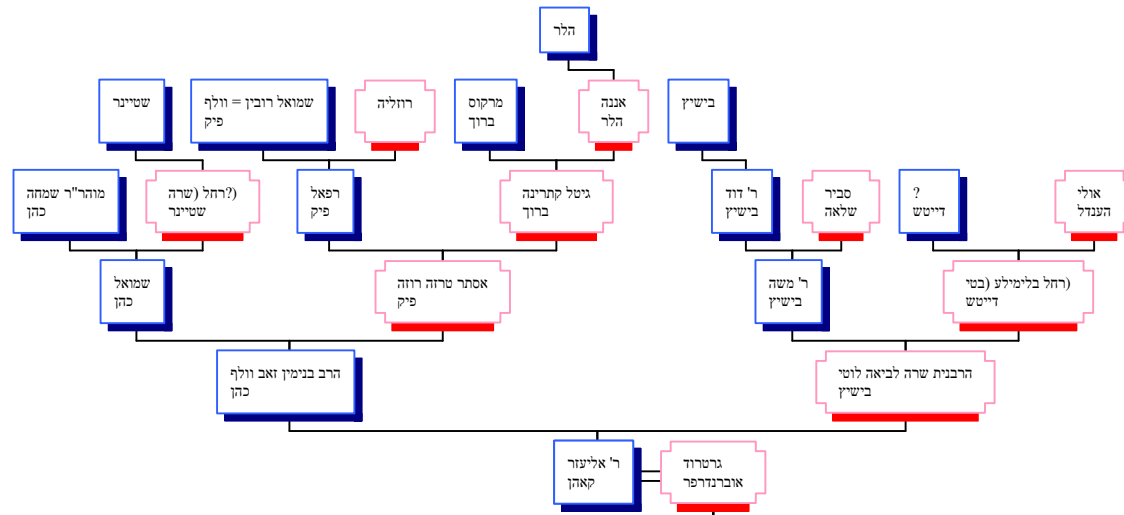 הלר
שטיינר
שמואל רובין = וולף
פיק
רוזליה
מרקוס
ברוך
אננה
הלר
בישיץ
מוהר"ר שמחה
כהן
(?רחל (שרה
שטיינר
רפאל
פיק
גיטל קתרינה
ברוך
ר' דוד
בישיץ
סביר
שלאה
?
דייטש
אולי
הענדל
שמואל
כהן
אסתר טרזה רוזה
פיק
ר' משה
בישיץ
(רחל בלימילע (בטי
דייטש
הרב בנימין זאב וולף
כהן
הרבנית שרה לביאה לוטי
בישיץ
ר' אליעזר
קאהן
גרטרוד
אוברנדרפר